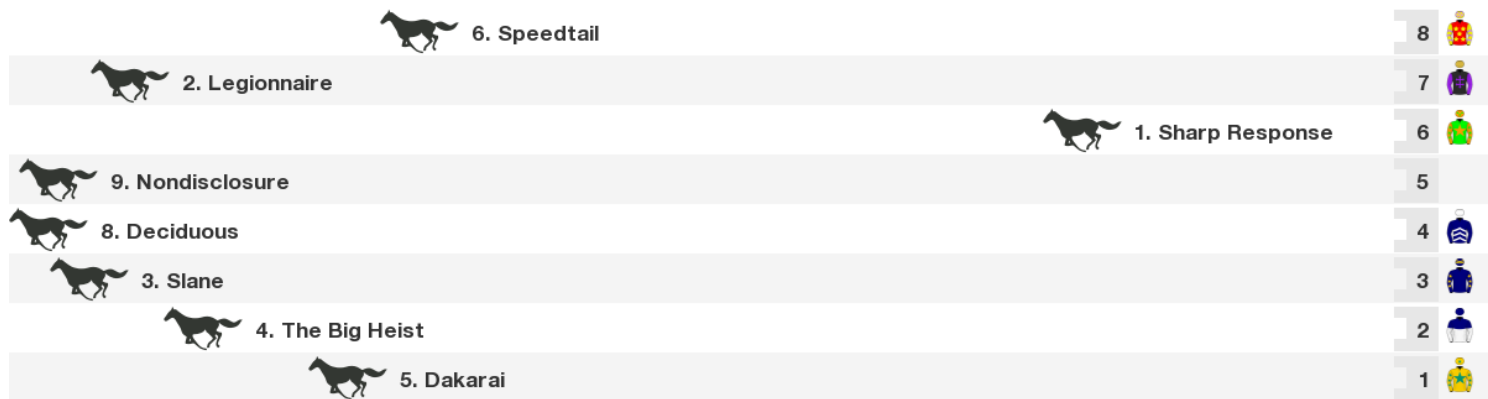 6. Speedtail 8
2. Legionnaire 7
1. Sharp Response 6
9. Nondisclosure 5
8. Deciduous 4
3. Slane 3
4. The Big Heist 2
5. Dakarai 1